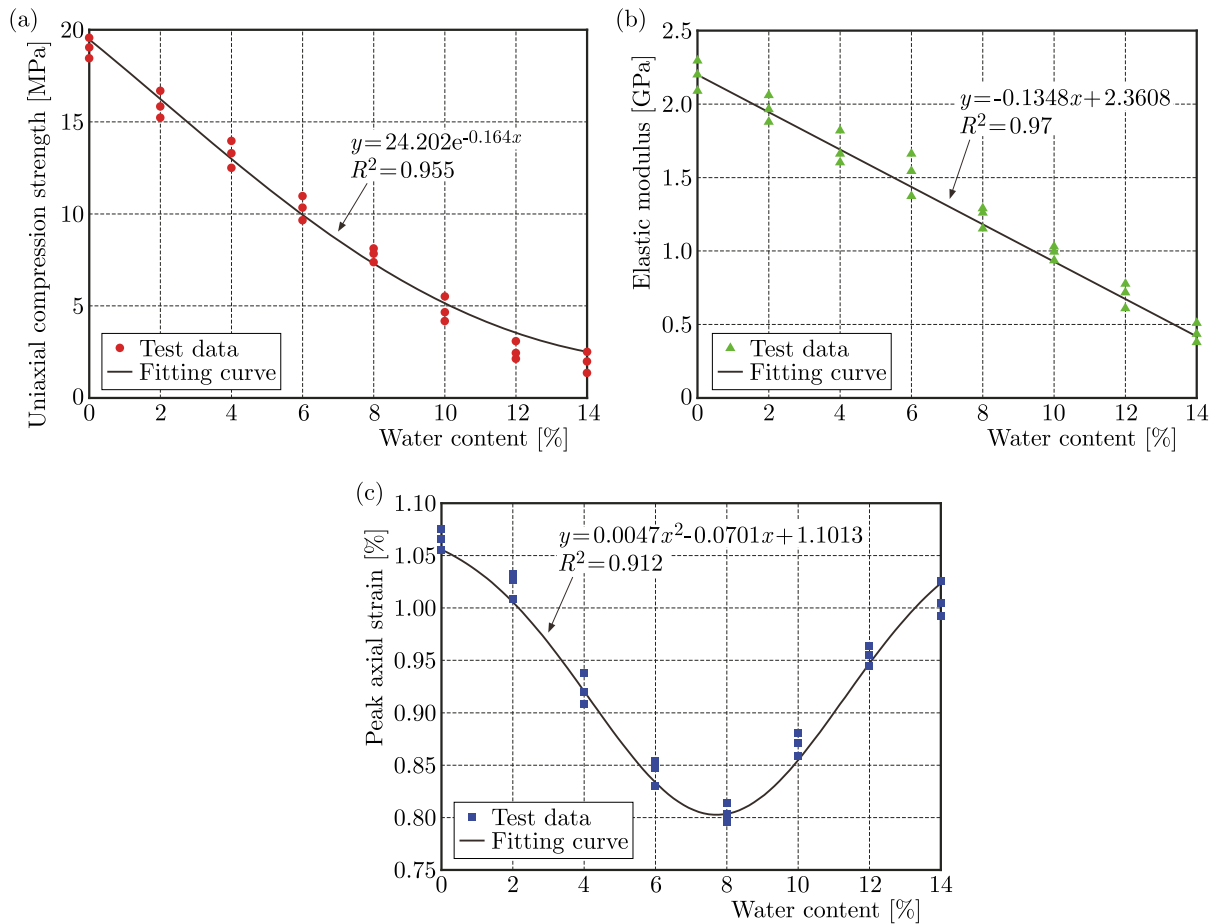 (a)
Uniaxial compression strength [MPa]
20
15
10
5
0
y=24.202e^-0.164x
R²=0.955
Test data
Fitting curve
0 2 4 6 8 10 12 14
Water content [%]
(b)
Elastic modulus [GPa]
2.5
2.0
1.5
1.0
0.5
0
y=-0.1348x+2.3608
R²=0.97
Test data
Fitting curve
0 2 4 6 8 10 12 14
Water content [%]
(c)
Peak axial strain [%]
1.10
1.05
1.00
0.95
0.90
0.85
0.80
0.75
y=0.0047x²-0.0701x+1.1013
R²=0.912
Test data
Fitting curve
0 2 4 6 8 10 12 14
Water content [%]